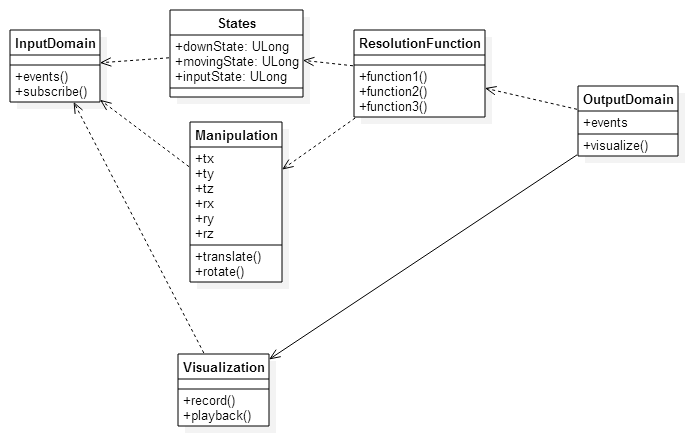 InputDomain
+events()
+subscribe()
States
+downState: ULong
+movingState: ULong
+inputState: ULong
ResolutionFunction
+function1()
+function2()
+function3()
OutputDomain
+events
+visualize()
Manipulation
+tx
+ty
+tz
+rx
+ry
+rz
+translate()
+rotate()
Visualization
+record()
+playback()